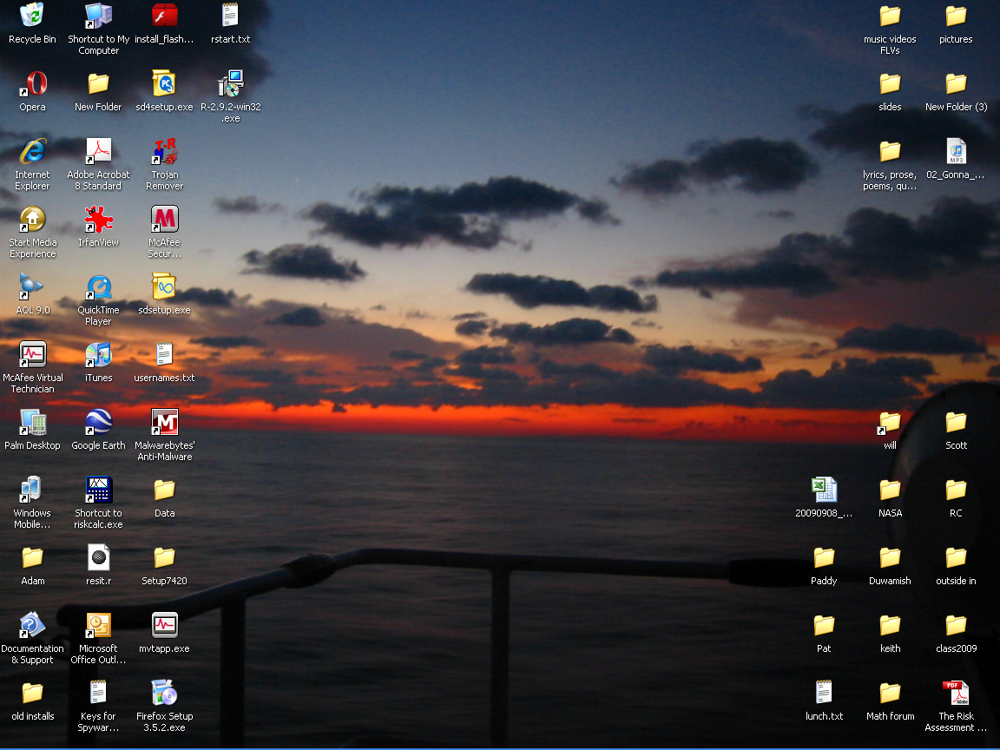 Recycle Bin
Shortcut to My
Computer
install_flash...
rstart.txt
music videos
FLVs
pictures
Opera
New Folder
sd4setup.exe
R-2.9.2-win32
.exe
slides
New Folder (3)
Internet
Explorer
Adobe Acrobat
8 Standard
Trojan
Remover
lyrics, prose,
poems, qu...
MP3
02_Gonna_...
Start Media
Experience
IrfanView
McAfee
Secur...
AOL 9.0
QuickTime
Player
sdsetup.exe
McAfee Virtual
Technician
iTunes
usernames.txt
Palm Desktop
Google Earth
Malwarebytes'
Anti-Malware
will
Scott
Windows
Mobile...
Shortcut to
riskcalc.exe
Data
20090908_...
NASA
RC
Adam
resit.r
Setup7420
Paddy
Duwamish
outside in
Documentation
& Support
Microsoft
Office Outl...
mvtapp.exe
Pat
keith
class2009
old installs
Keys for
Spywar...
Firefox Setup
3.5.2.exe
lunch.txt
Math forum
PDF
Adobe
The Risk
Assessment ...